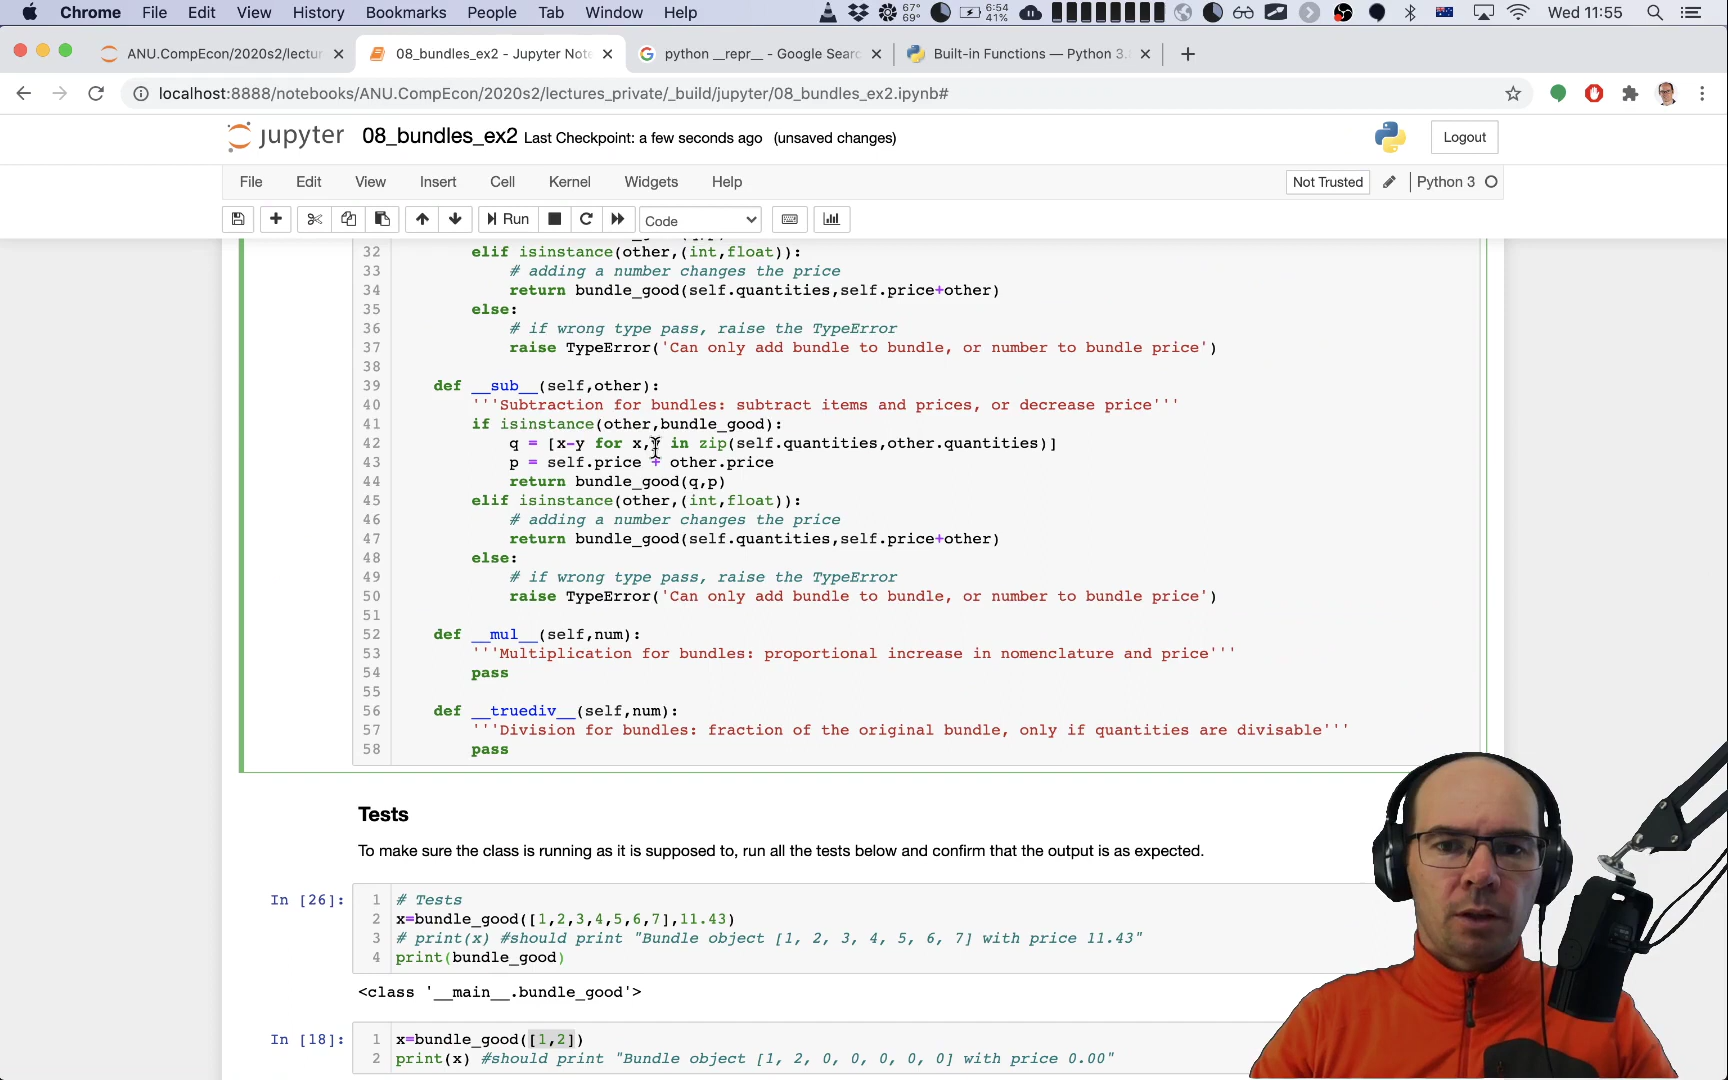 Chrome File Edit View History Bookmarks People Tab Window Help 67° 69° 6:54 41% Wed 11:55
ANU.CompEcon/2020s2/lectur 08_bundles_ex2 - Jupyter Note python __repr__ - Google Searc Built-in Functions — Python 3.
localhost:8888/notebooks/ANU.CompEcon/2020s2/lectures_private/_build/jupyter/08_bundles_ex2.ipynb#
jupyter 08_bundles_ex2 Last Checkpoint: a few seconds ago (unsaved changes) Logout
File Edit View Insert Cell Kernel Widgets Help Not Trusted Python 3
Run Code
32 elif isinstance(other,(int,float)):
33 # adding a number changes the price
34 return bundle_good(self.quantities,self.price+other)
35 else:
36 # if wrong type pass, raise the TypeError
37 raise TypeError('Can only add bundle to bundle, or number to bundle price')
38
39 def __sub__(self,other):
40 '''Subtraction for bundles: subtract items and prices, or decrease price'''
41 if isinstance(other,bundle_good):
42 q = [x-y for x,y in zip(self.quantities,other.quantities)]
43 p = self.price + other.price
44 return bundle_good(q,p)
45 elif isinstance(other,(int,float)):
46 # adding a number changes the price
47 return bundle_good(self.quantities,self.price+other)
48 else:
49 # if wrong type pass, raise the TypeError
50 raise TypeError('Can only add bundle to bundle, or number to bundle price')
51
52 def __mul__(self,num):
53 '''Multiplication for bundles: proportional increase in nomenclature and price'''
54 pass
55
56 def __truediv__(self,num):
57 '''Division for bundles: fraction of the original bundle, only if quantities are divisable'''
58 pass
Tests
To make sure the class is running as it is supposed to, run all the tests below and confirm that the output is as expected.
In [26]: 1 # Tests
2 x=bundle_good([1,2,3,4,5,6,7],11.43)
3 # print(x) #should print "Bundle object [1, 2, 3, 4, 5, 6, 7] with price 11.43"
4 print(bundle_good)
<class '__main__.bundle_good'>
In [18]: 1 x=bundle_good([1,2])
2 print(x) #should print "Bundle object [1, 2, 0, 0, 0, 0, 0] with price 0.00"